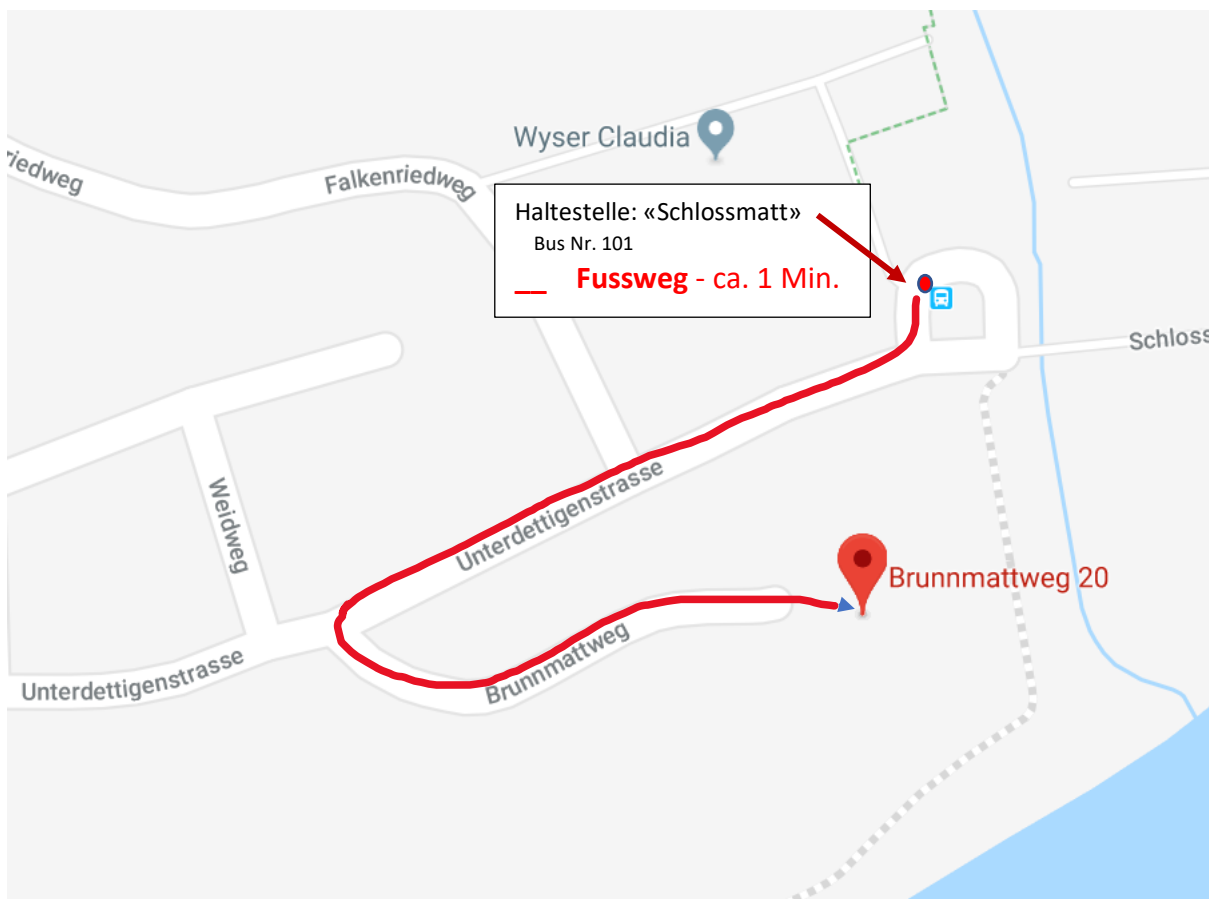 Wyser Claudia
riedweg
Falkenriedweg
Haltestelle: «Schlossmatt»
Bus Nr. 101
__ Fussweg - ca. 1 Min.
Schloss
Unterdettigenstrasse
Weidweg
Brunnmattweg 20
Unterdettigenstrasse
Brunnmattweg